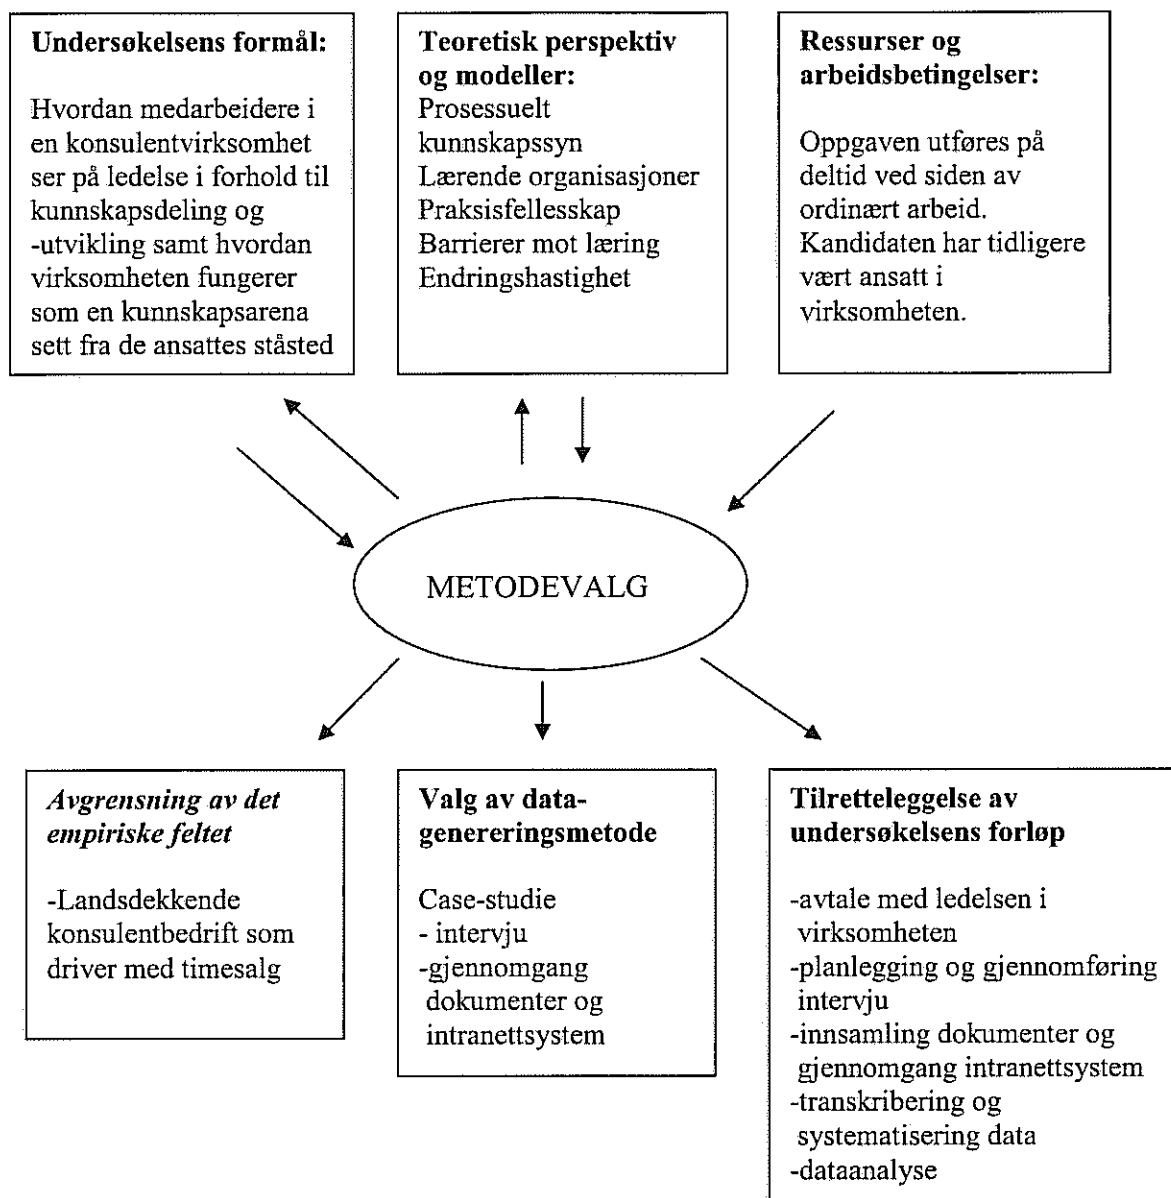 Undersøkelsens formål:
Hvordan medarbeidere i
en konsulentvirksomhet
ser på ledelse i forhold til
kunnskapsdeling og
-utvikling samt hvordan
virksomheten fungerer
som en kunnskapsarena
sett fra de ansattes ståsted
Teoretisk perspektiv
og modeller:
Prosessuelt
kunnskapssyn
Lærende organisasjoner
Praksisfellesskap
Barrierer mot læring
Endringshastighet
Ressurser og
arbeidsbetingelser:
Oppgaven utføres på
deltid ved siden av
ordinært arbeid.
Kandidaten har tidligere
vært ansatt i
virksomheten.
METODEVALG
Avgrensning av det
empiriske feltet
-Landsdekkende
konsulentbedrift som
driver med timesalg
Valg av data-
genereringsmetode
Case-studie
- intervju
-gjennomgang
dokumenter og
intranettsystem
Tilretteleggelse av
undersøkelsens forløp
-avtale med ledelsen i
virksomheten
-planlegging og gjennomføring
intervju
-innsamling dokumenter og
gjennomgang intranettsystem
-transkribering og
systematisering data
-dataanalyse